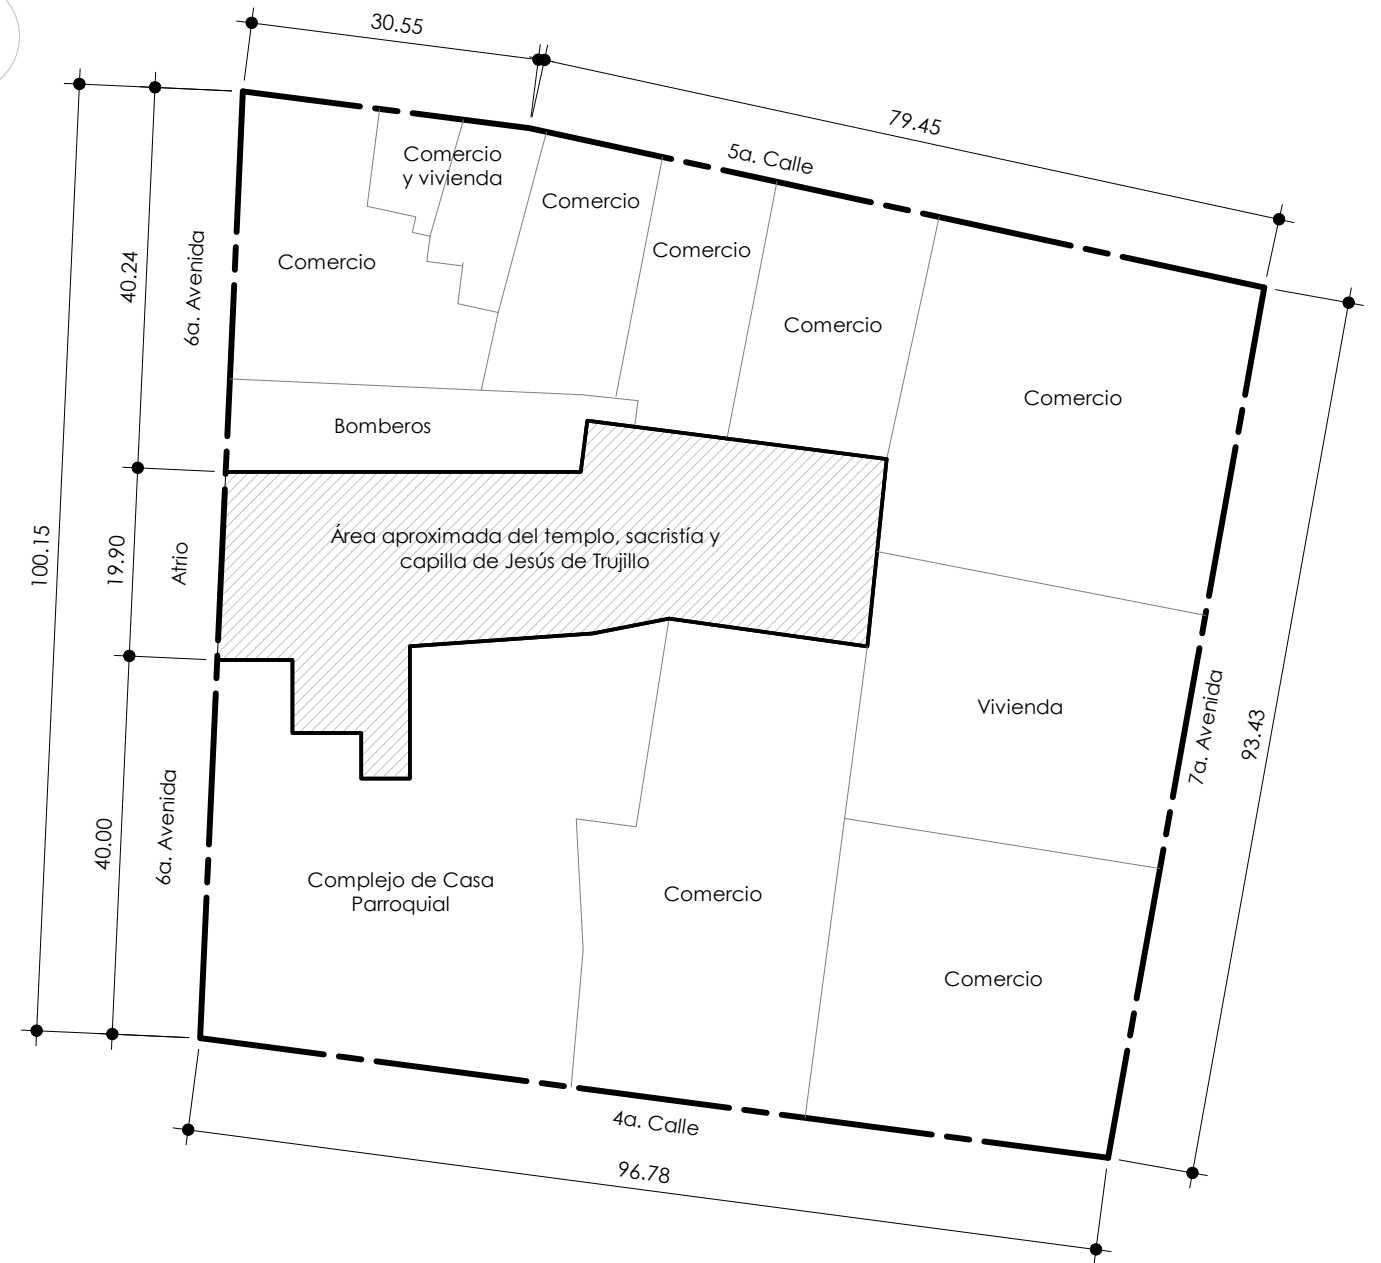 30.55
79.45
5a. Calle
Comercio
y vivienda
Comercio
Comercio
Comercio
Comercio
Comercio
40.24
6a. Avenida
Bomberos
100.15
19.90
Atrio
Área aproximada del templo, sacristía y
capilla de Jesús de Trujillo
Vivienda
7a. Avenida
93.43
40.00
6a. Avenida
Complejo de Casa
Parroquial
Comercio
Comercio
4a. Calle
96.78